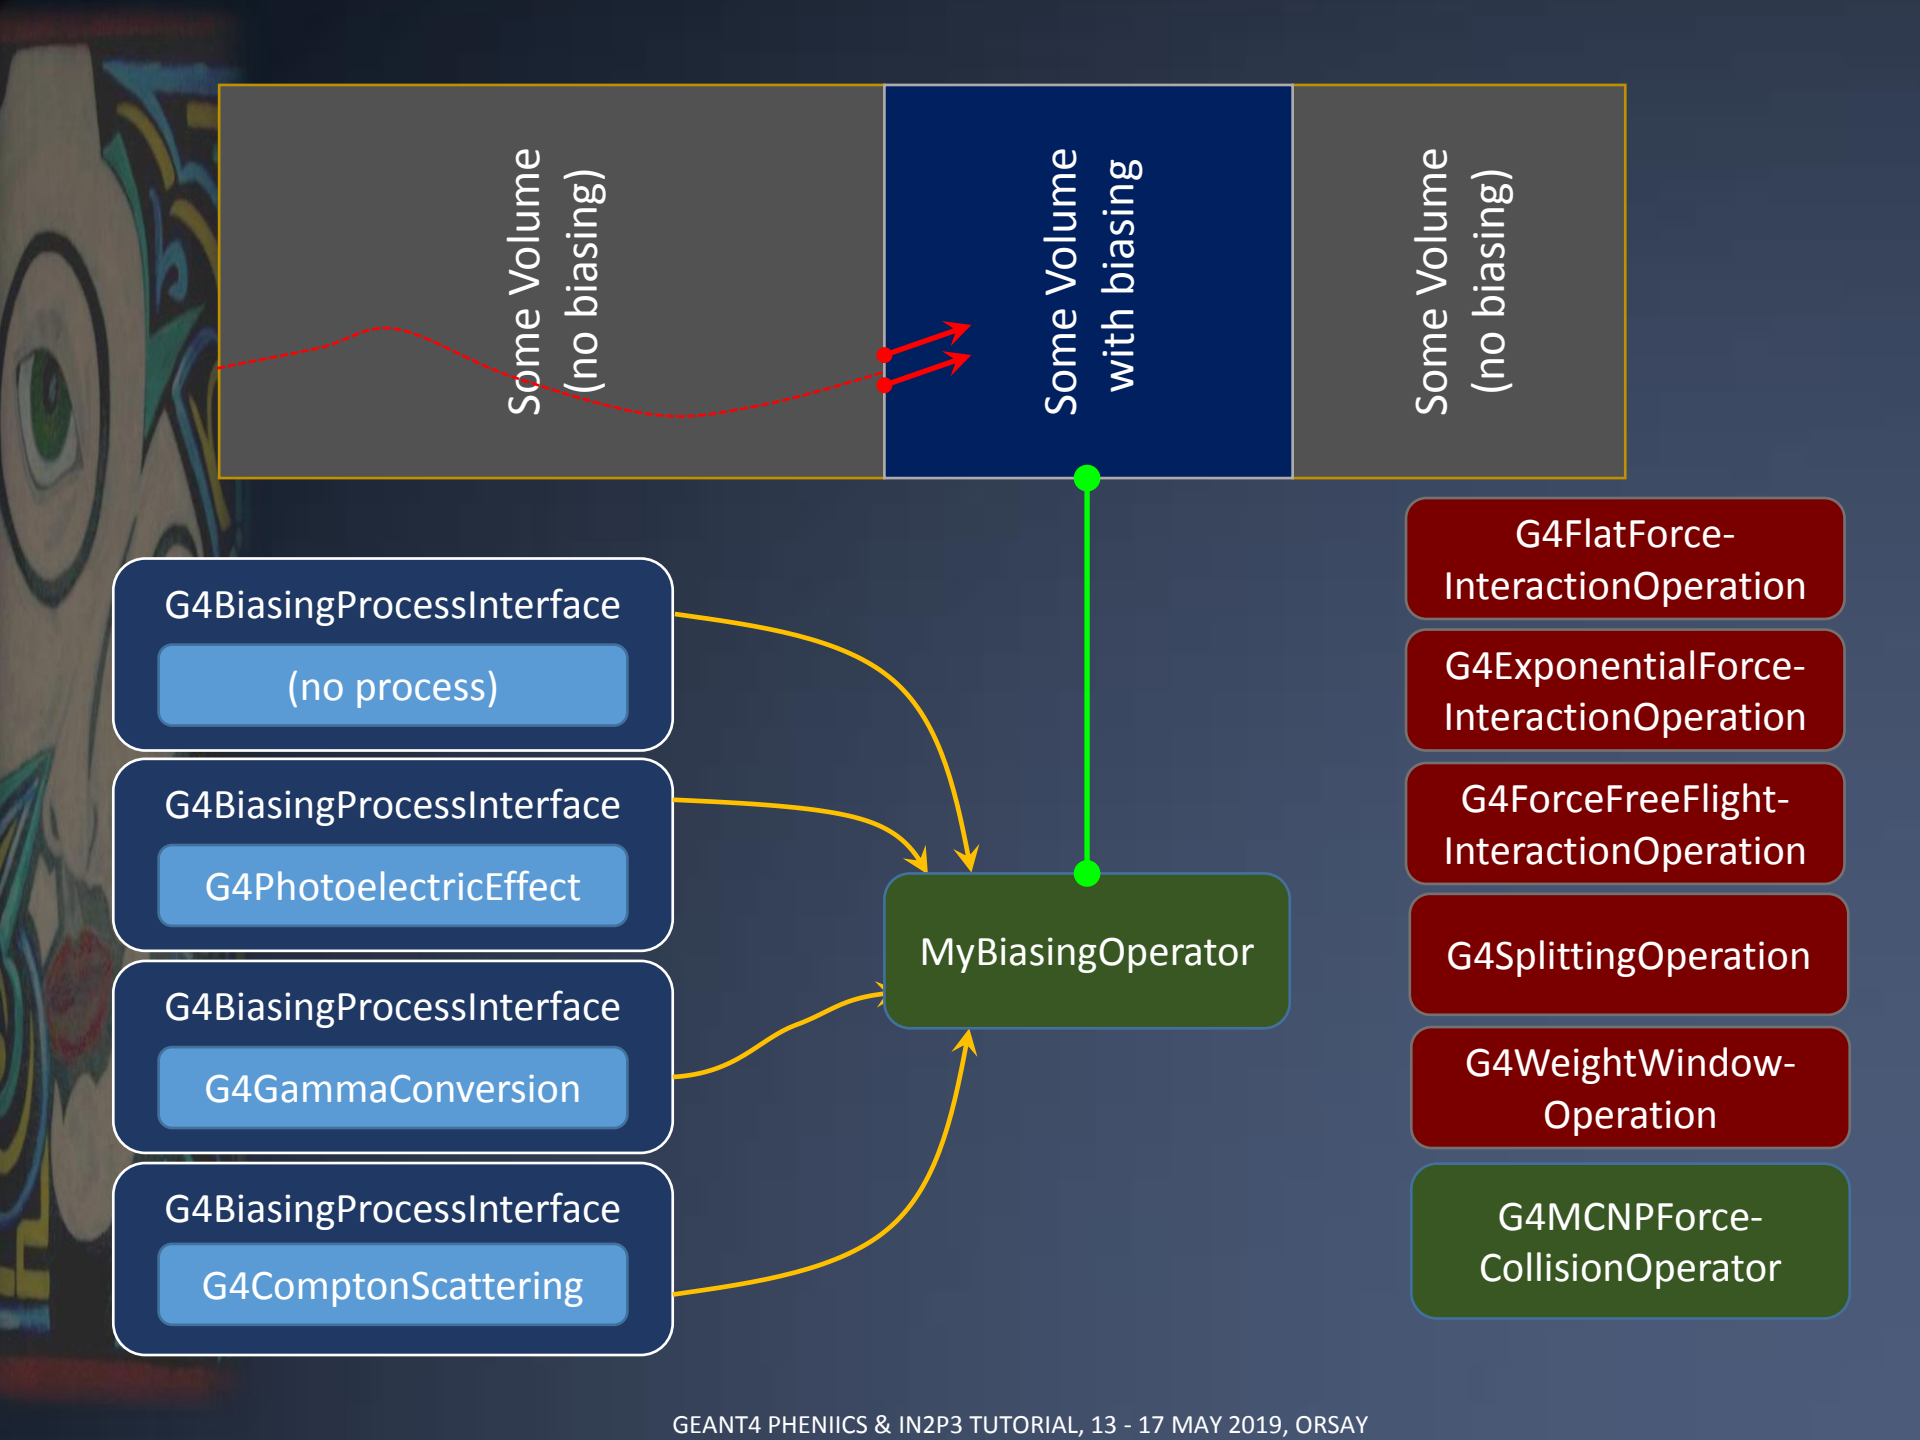 Some Volume
(no biasing)
Some Volume
with biasing
Some Volume
(no biasing)
G4BiasingProcessInterface
(no process)
G4BiasingProcessInterface
G4PhotoelectricEffect
G4BiasingProcessInterface
G4GammaConversion
G4BiasingProcessInterface
G4ComptonScattering
MyBiasingOperator
G4FlatForce-
InteractionOperation
G4ExponentialForce-
InteractionOperation
G4ForceFreeFlight-
InteractionOperation
G4SplittingOperation
G4WeightWindow-
Operation
G4MCNPForce-
CollisionOperator
GEANT4 PHENIICS & IN2P3 TUTORIAL, 13 - 17 MAY 2019, ORSAY